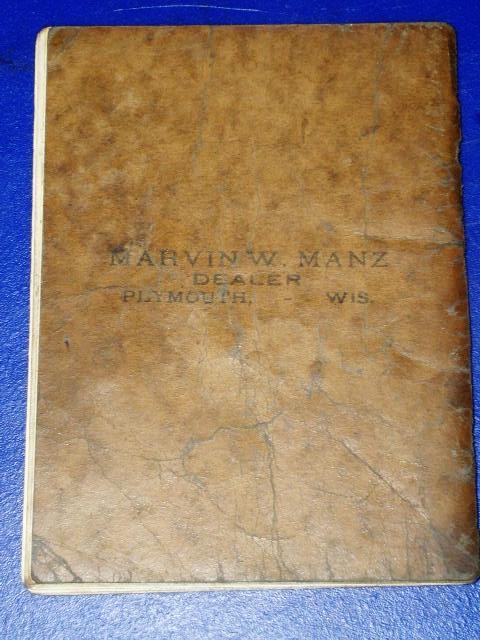 MARVIN W. MANZ
DEALER
PLYMOUTH, - WIS.